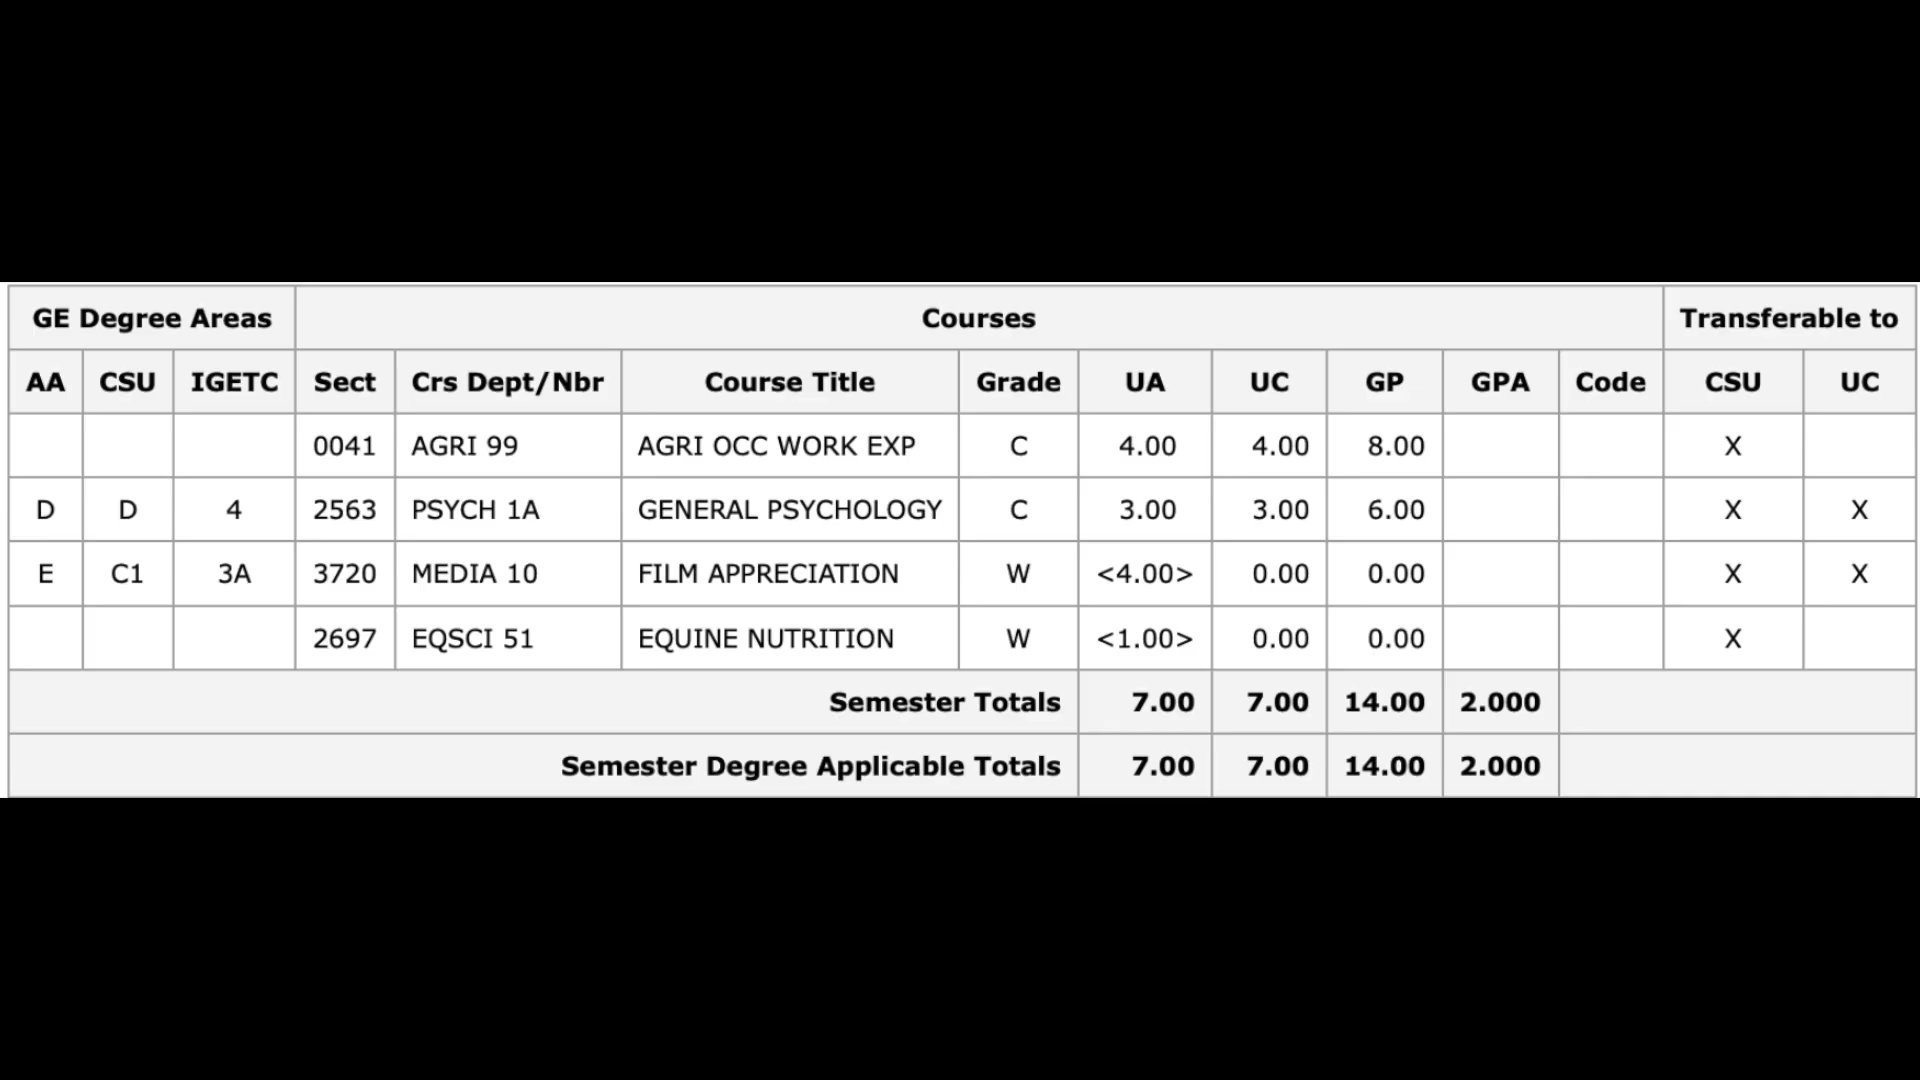 GE Degree Areas Courses Transferable to
AA CSU IGETC Sect Crs Dept/Nbr Course Title Grade UA UC GP GPA Code CSU UC
0041 AGRI 99 AGRI OCC WORK EXP C 4.00 4.00 8.00 X
D D 4 2563 PSYCH 1A GENERAL PSYCHOLOGY C 3.00 3.00 6.00 X X
E C1 3A 3720 MEDIA 10 FILM APPRECIATION W <4.00> 0.00 0.00 X X
2697 EQSCI 51 EQUINE NUTRITION W <1.00> 0.00 0.00 X
Semester Totals 7.00 7.00 14.00 2.000
Semester Degree Applicable Totals 7.00 7.00 14.00 2.000